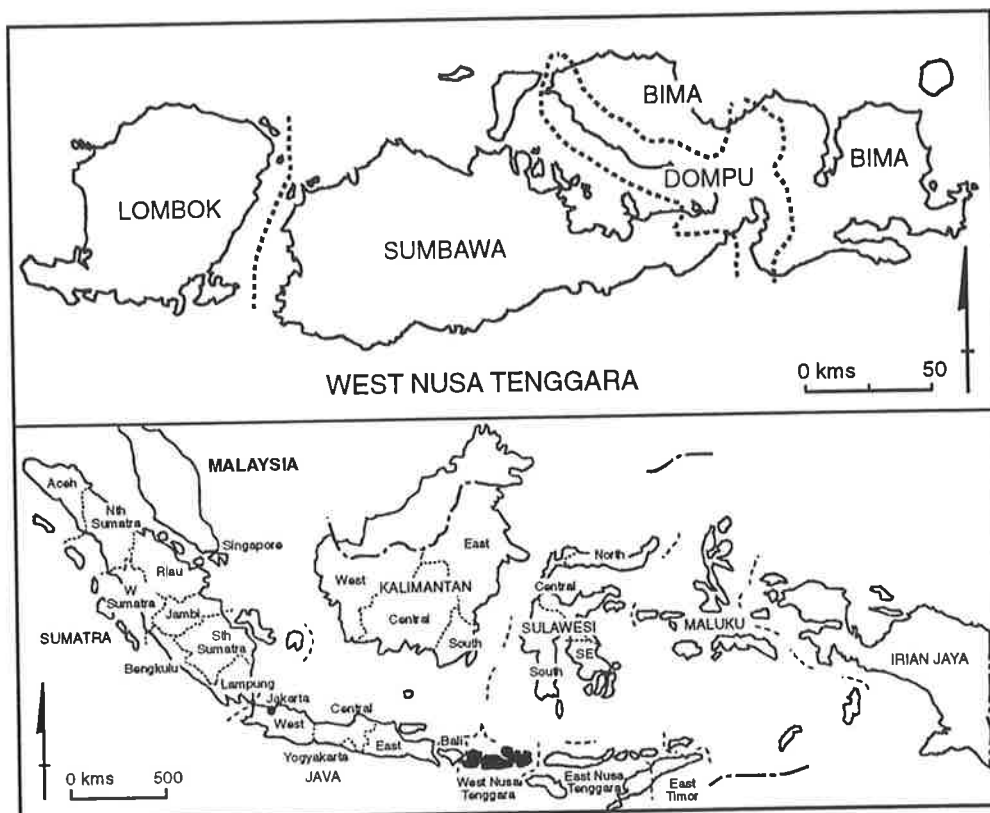 BIMA
BIMA
DOMPU
LOMBOK
SUMBAWA
WEST NUSA TENGGARA
0 kms 50
MALAYSIA
Aceh
Nth
Sumatra
Singapore
Riau
W
Sumatra
Jambi
SUMATRA
Sth
Sumatra
Bengkulu
Lampung
Jakarta
West
Central
East
Yogyakarta
JAVA
Bali
West
East
KALIMANTAN
Central
South
North
Central
SULAWESI
SE
South
MALUKU
IRIAN JAYA
West Nusa
Tenggara
East Nusa
Tenggara
East
Timor
0 kms 500